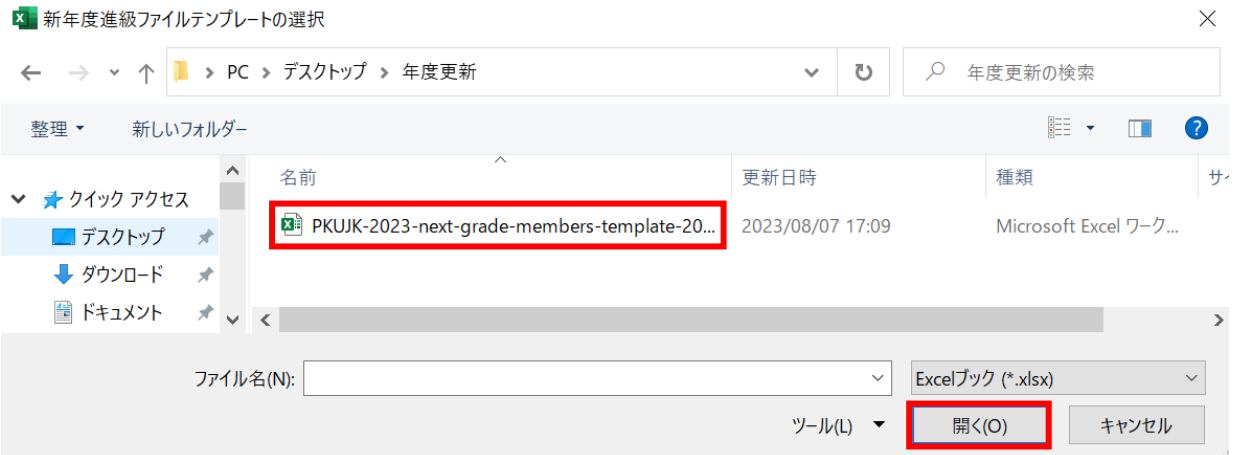 新年度進級ファイルテンプレートの選択
PC > デスクトップ > 年度更新
年度更新の検索
整理 新しいフォルダー
名前 更新日時 種類 サイ
クイック アクセス
PKUJK-2023-next-grade-members-template-20... 2023/08/07 17:09 Microsoft Excel ワーク...
デスクトップ
ダウンロード
ドキュメント
ファイル名(N): Excelブック (*.xlsx)
ツール(L) 開く(O) キャンセル